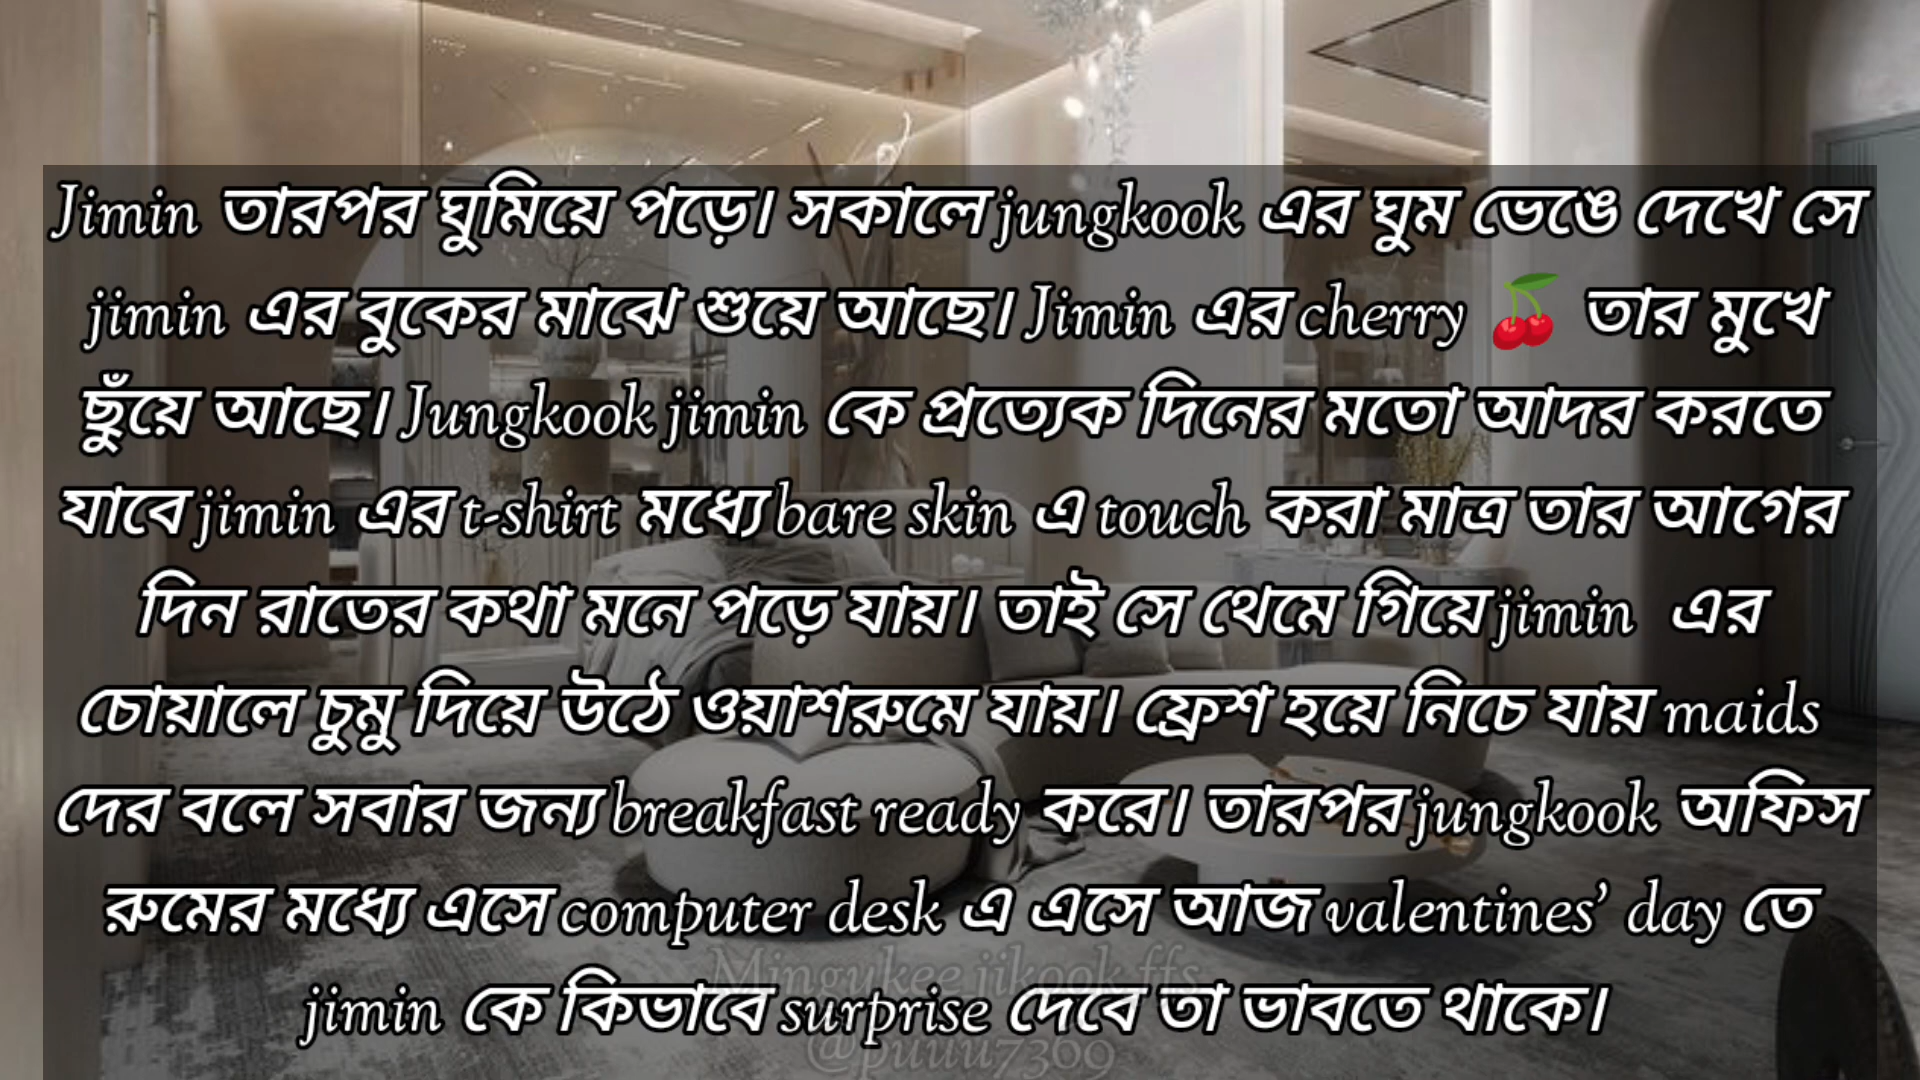 Jimin তারপর ঘুমিয়ে পড়ে। সকালে jungkook এর ঘুম ভেঙে দেখে সে
jimin এর বুকের মাঝে শুয়ে আছে। Jimin এর cherry 🍒 তার মুখে
ছুঁয়ে আছে। Jungkook jimin কে প্রত্যেক দিনের মতো আদর করতে
যাবে jimin এর t-shirt মধ্যে bare skin এ touch করা মাত্র তার আগের
দিন রাতের কথা মনে পড়ে যায়। তাই সে থেমে গিয়ে jimin এর
চোয়ালে চুমু দিয়ে উঠে ওয়াশরুমে যায়। ফ্রেশ হয়ে নিচে যায় maids
দের বলে সবার জন্য breakfast ready করে। তারপর jungkook অফিস
রুমের মধ্যে এসে computer desk এ এসে আজ valentines’ day তে
Mingukee jikook ffs
jimin কে কিভাবে surprise দেবে তা ভাবতে থাকে।
@puuu7369